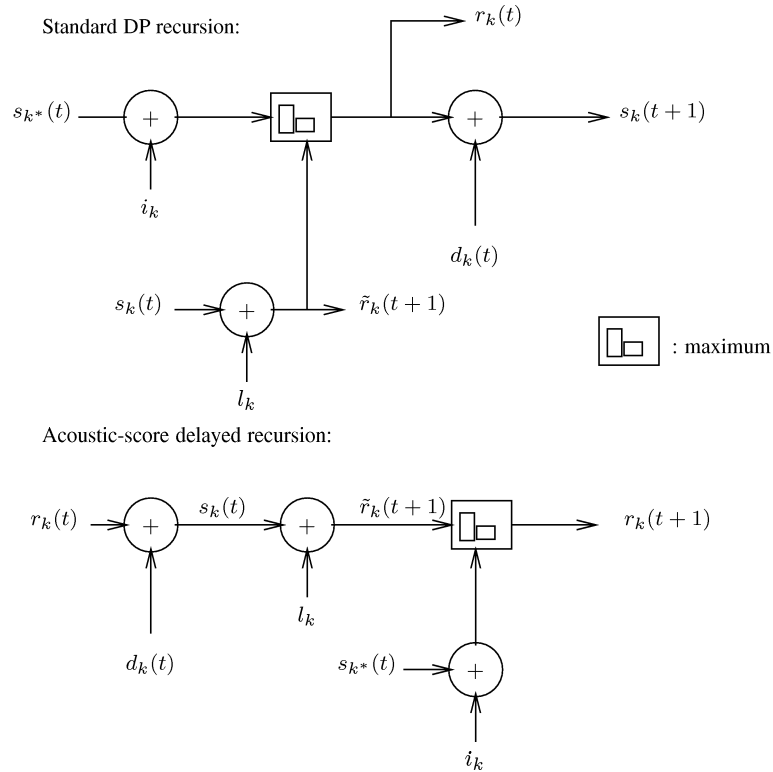 Standard DP recursion:
r_k(t)
s_{k*}(t)
+
+
s_k(t+1)
i_k
d_k(t)
s_k(t)
+
r̃_k(t+1)
: maximum
l_k
Acoustic-score delayed recursion:
r_k(t)
+
s_k(t)
+
r̃_k(t+1)
r_k(t+1)
l_k
d_k(t)
s_{k*}(t)
+
i_k